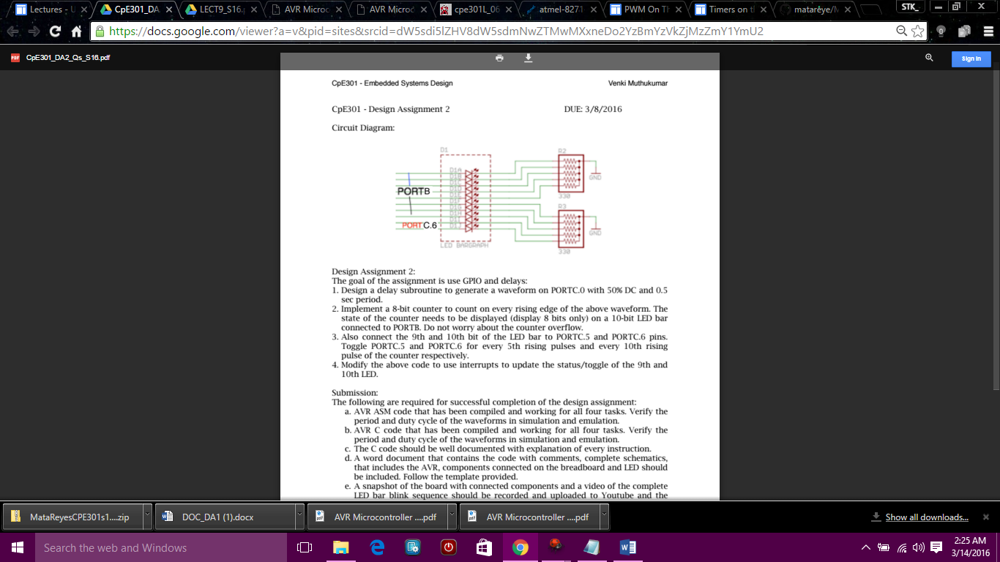 Lectures - U
CpE301_DA
LECT9_S16.
AVR Microc
AVR Microc
cpe301L_06
atmel-8271
PWM On Th
Timers on th
matareye/M
STK_
https://docs.google.com/viewer?a=v&pid=sites&srcid=dW5sdi5lZHV8dW5sdmNwZTMwMXxneDo2YzBmYzVkZjMzZmY1YmU2
CpE301_DA2_Qs_S16.pdf
Sign in
CpE301 - Embedded Systems Design Venki Muthukumar
CpE301 - Design Assignment 2 DUE: 3/8/2016
Circuit Diagram:
D1
R2
D1A
D1B
D1C
D1D
D1E
D1F
D1G
D1H
D1I
D1J
PORTB
PORTC.6
GND
330
R3
GND
330
LED BARGRAPH
Design Assignment 2:
The goal of the assignment is use GPIO and delays:
1. Design a delay subroutine to generate a waveform on PORTC.0 with 50% DC and 0.5
sec period.
2. Implement a 8-bit counter to count on every rising edge of the above waveform. The
state of the counter needs to be displayed (display 8 bits only) on a 10-bit LED bar
connected to PORTB. Do not worry about the counter overflow.
3. Also connect the 9th and 10th bit of the LED bar to PORTC.5 and PORTC.6 pins.
Toggle PORTC.5 and PORTC.6 for every 5th rising pulses and every 10th rising
pulse of the counter respectively.
4. Modify the above code to use interrupts to update the status/toggle of the 9th and
10th LED.
Submission:
The following are required for successful completion of the design assignment:
a. AVR ASM code that has been compiled and working for all four tasks. Verify the
period and duty cycle of the waveforms in simulation and emulation.
b. AVR C code that has been compiled and working for all four tasks. Verify the
period and duty cycle of the waveforms in simulation and emulation.
c. The C code should be well documented with explanation of every instruction.
d. A word document that contains the code with comments, complete schematics,
that includes the AVR, components connected on the breadboard and LED should
be included. Follow the template provided.
e. A snapshot of the board with connected components and a video of the complete
LED bar blink sequence should be recorded and uploaded to Youtube and the
MataReyesCPE301s1....zip
DOC_DA1 (1).docx
AVR Microcontroller ....pdf
AVR Microcontroller ....pdf
Show all downloads...
Search the web and Windows
2:25 AM
3/14/2016